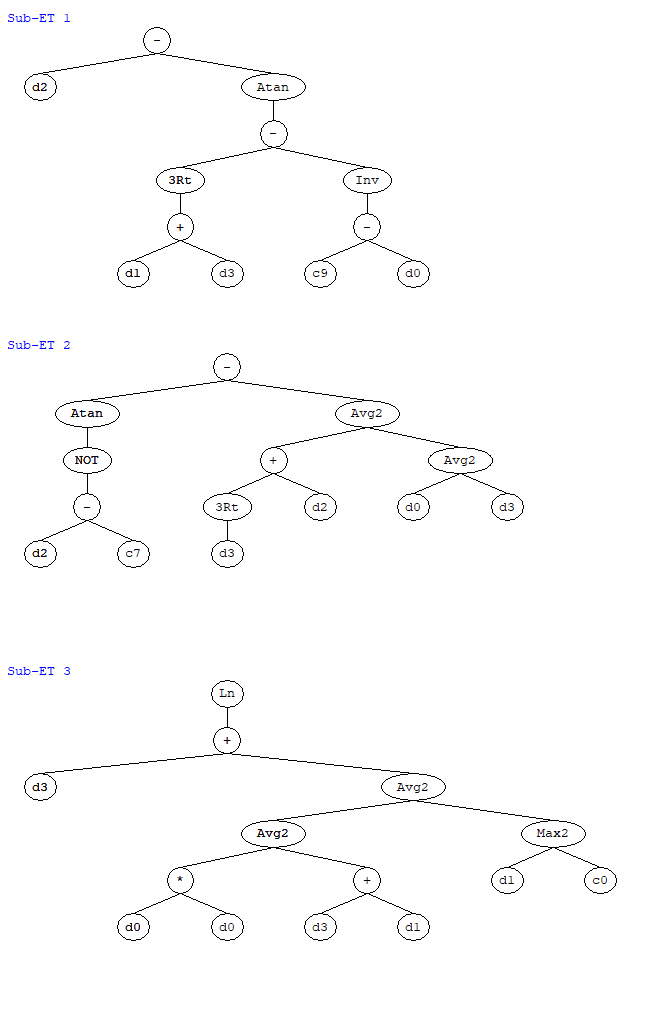 Sub-ET 1
-
d2 Atan
-
3Rt Inv
+ -
d1 d3 c9 d0
Sub-ET 2
-
Atan Avg2
NOT + Avg2
- 3Rt d2 d0 d3
d2 c7 d3
Sub-ET 3
Ln
+
d3 Avg2
Avg2 Max2
* + d1 c0
d0 d0 d3 d1